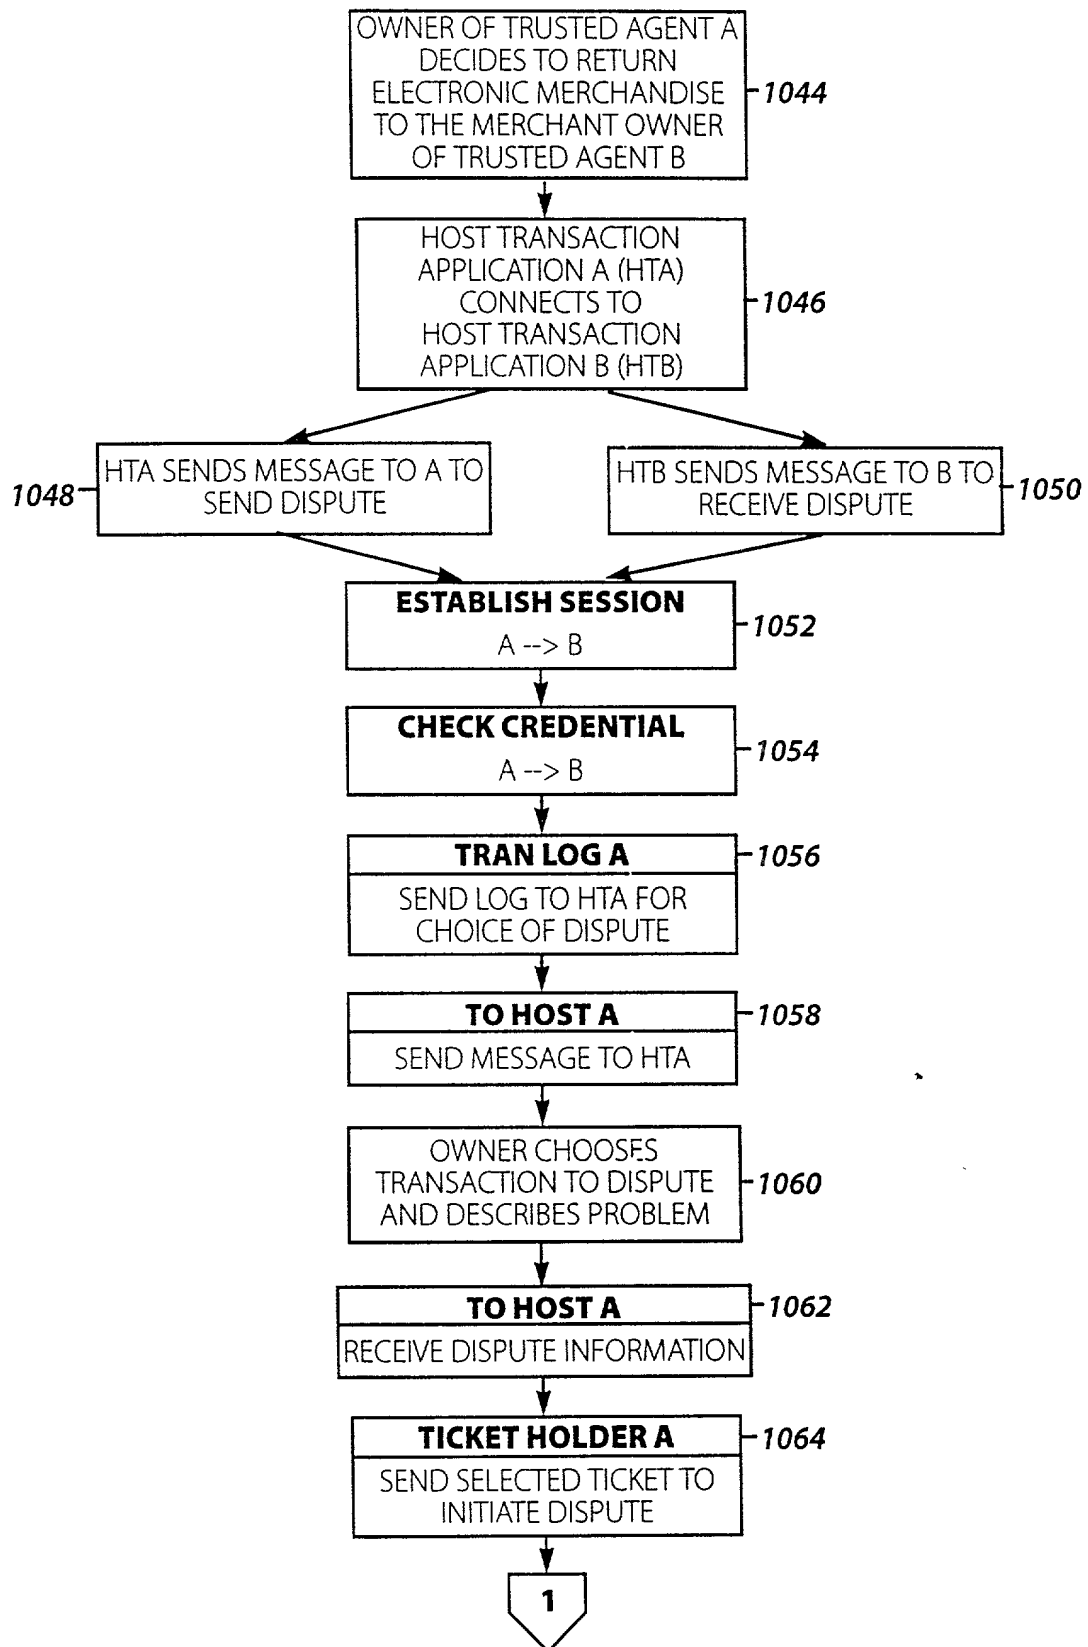 OWNER OF TRUSTED AGENT A
DECIDES TO RETURN
ELECTRONIC MERCHANDISE
TO THE MERCHANT OWNER
OF TRUSTED AGENT B
1044
HOST TRANSACTION
APPLICATION A (HTA)
CONNECTS TO
HOST TRANSACTION
APPLICATION B (HTB)
1046
HTA SENDS MESSAGE TO A TO
SEND DISPUTE
1048
HTB SENDS MESSAGE TO B TO
RECEIVE DISPUTE
1050
ESTABLISH SESSION
A --> B
1052
CHECK CREDENTIAL
A --> B
1054
TRAN LOG A
1056
SEND LOG TO HTA FOR
CHOICE OF DISPUTE
TO HOST A
1058
SEND MESSAGE TO HTA
OWNER CHOOSES
TRANSACTION TO DISPUTE
AND DESCRIBES PROBLEM
1060
TO HOST A
1062
RECEIVE DISPUTE INFORMATION
TICKET HOLDER A
1064
SEND SELECTED TICKET TO
INITIATE DISPUTE
1